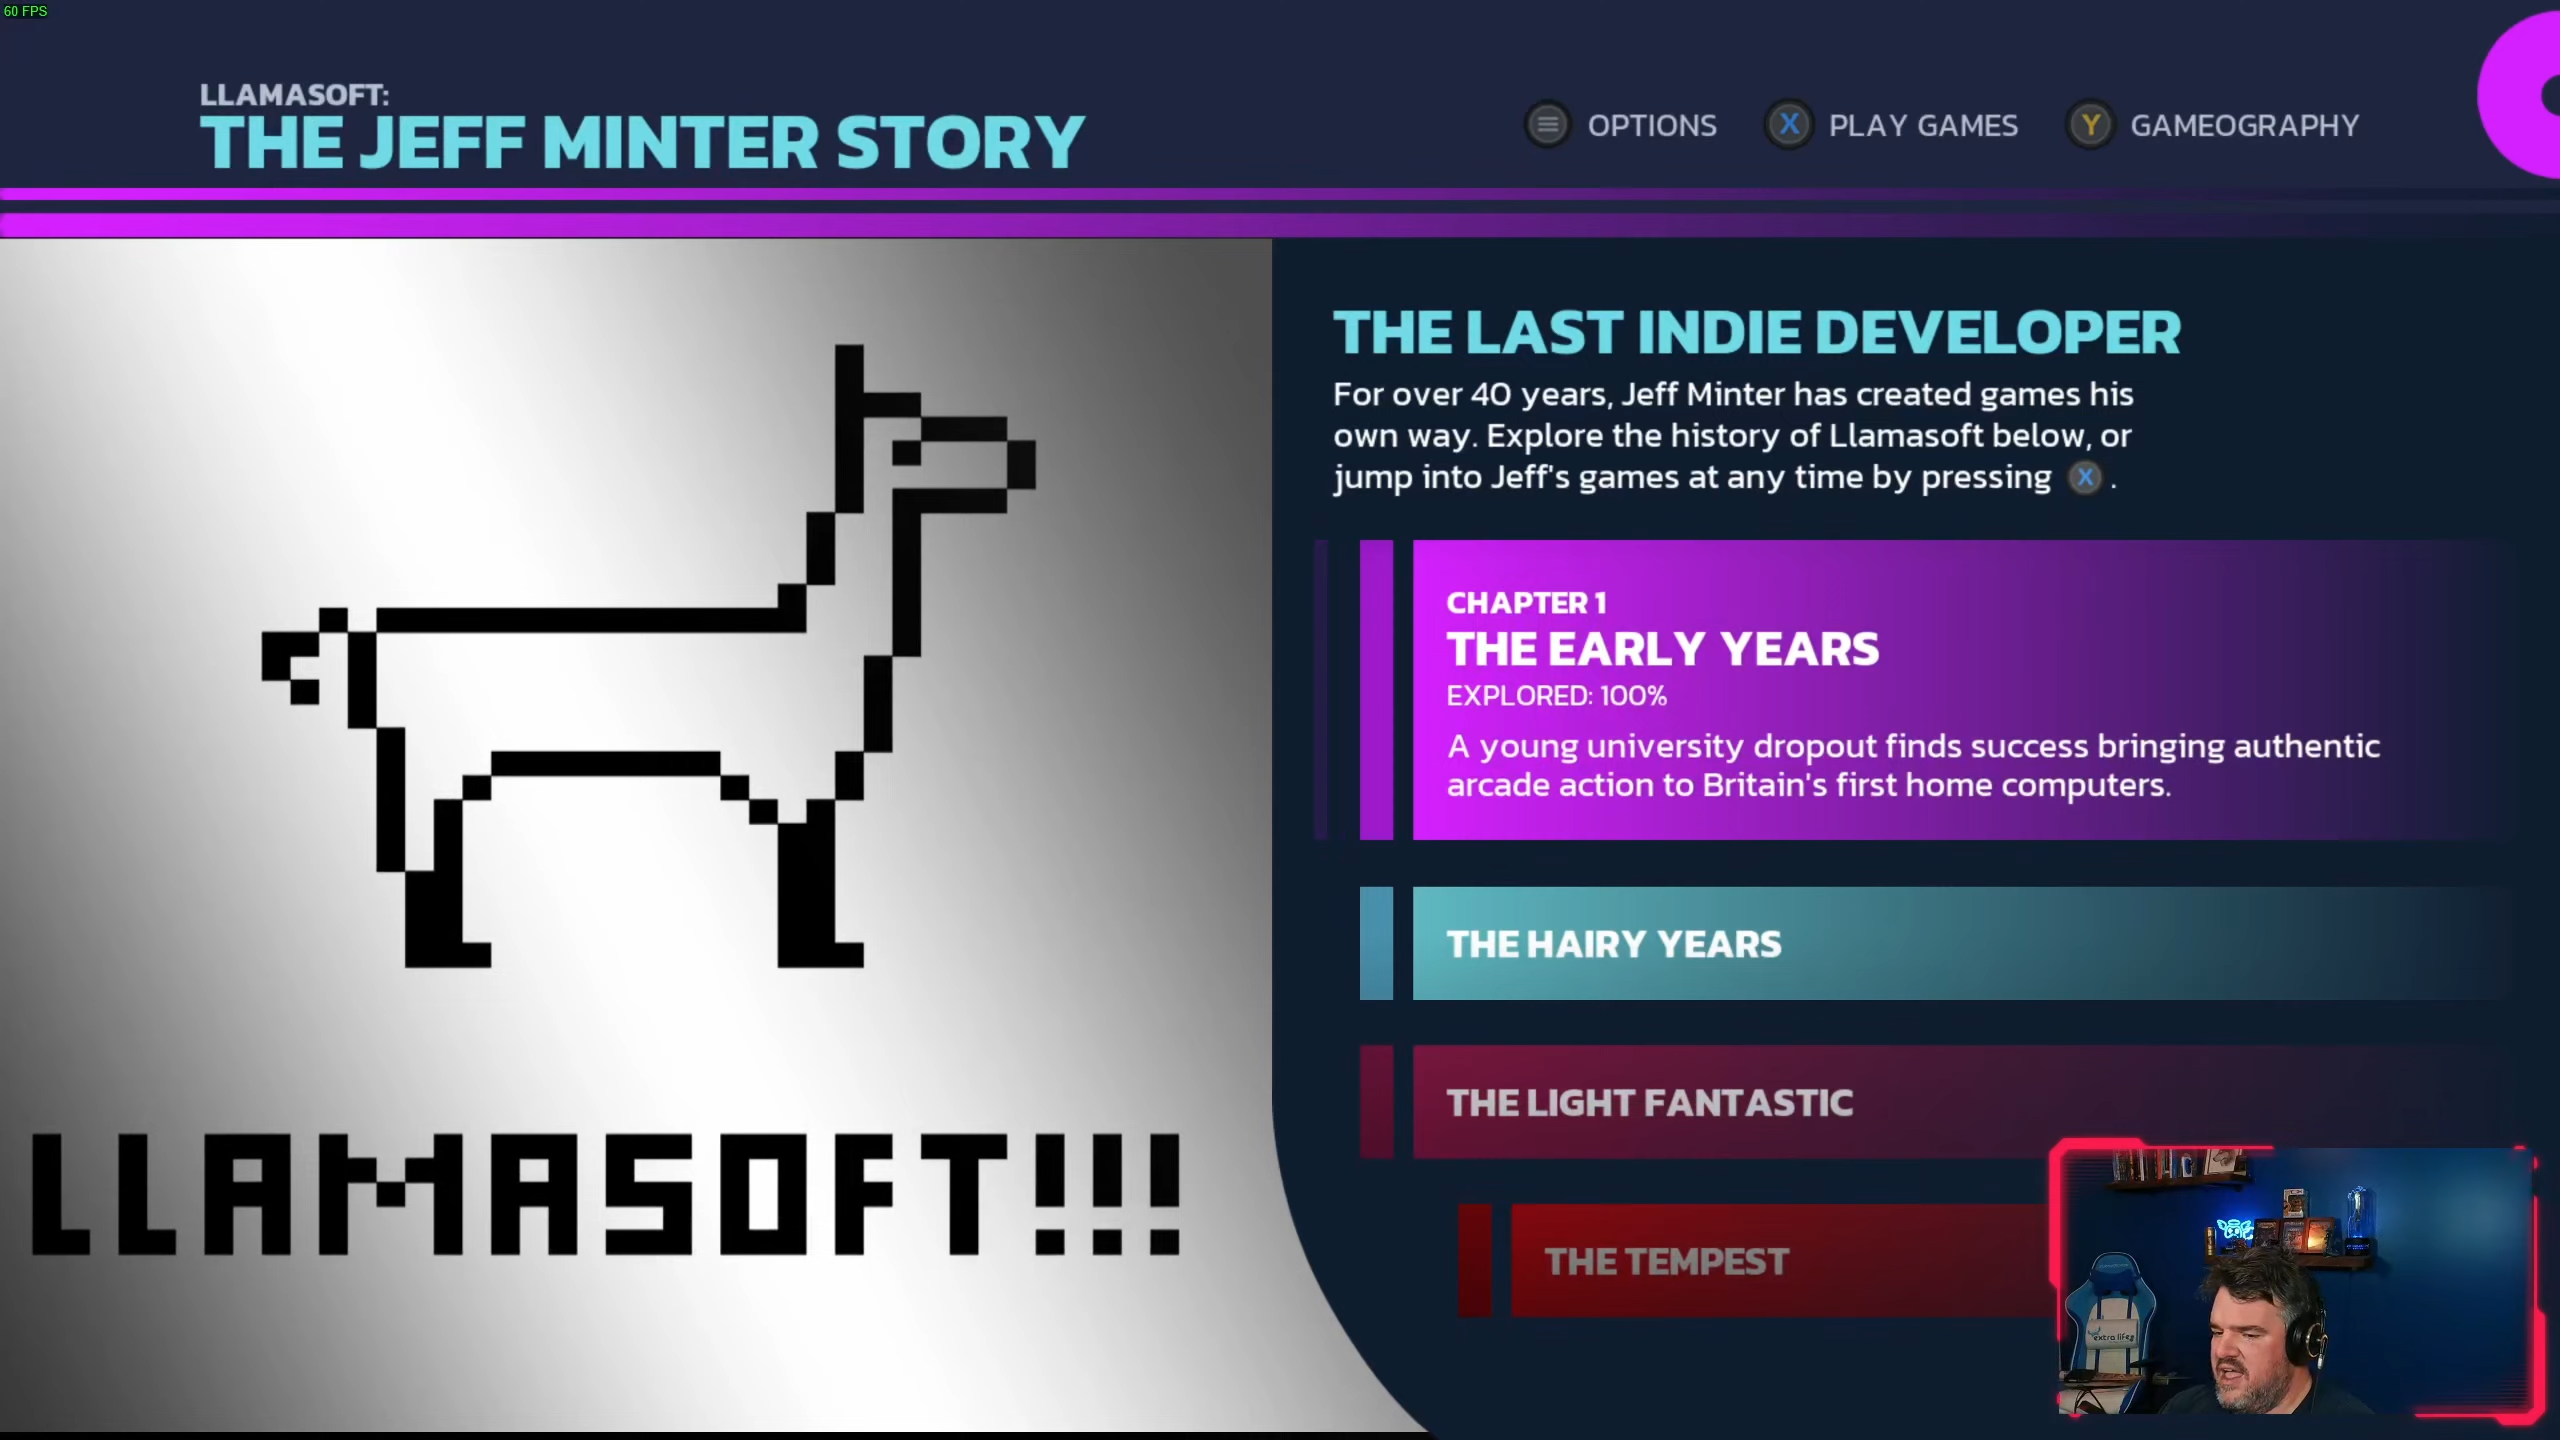 60 FPS
LLAMASOFT:
THE JEFF MINTER STORY
OPTIONS
X PLAY GAMES
Y GAMEOGRAPHY
THE LAST INDIE DEVELOPER
For over 40 years, Jeff Minter has created games his
own way. Explore the history of Llamasoft below, or
jump into Jeff's games at any time by pressing X .
CHAPTER 1
THE EARLY YEARS
EXPLORED: 100%
A young university dropout finds success bringing authentic
arcade action to Britain's first home computers.
THE HAIRY YEARS
THE LIGHT FANTASTIC
THE TEMPEST
LLAMASOFT!!!
extra life